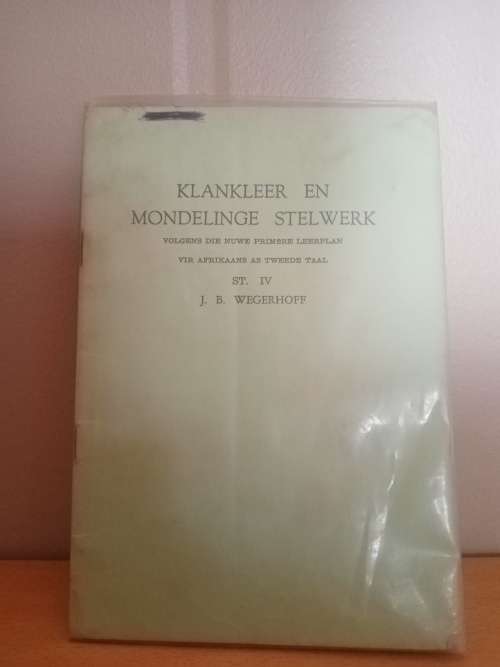 KLANKLEER EN
MONDELINGE STELWERK
VOLGENS DIE NUWE PRIMÊRE LEERPLAN
VIR AFRIKAANS AS TWEEDE TAAL
ST. IV
J. B. WEGERHOFF